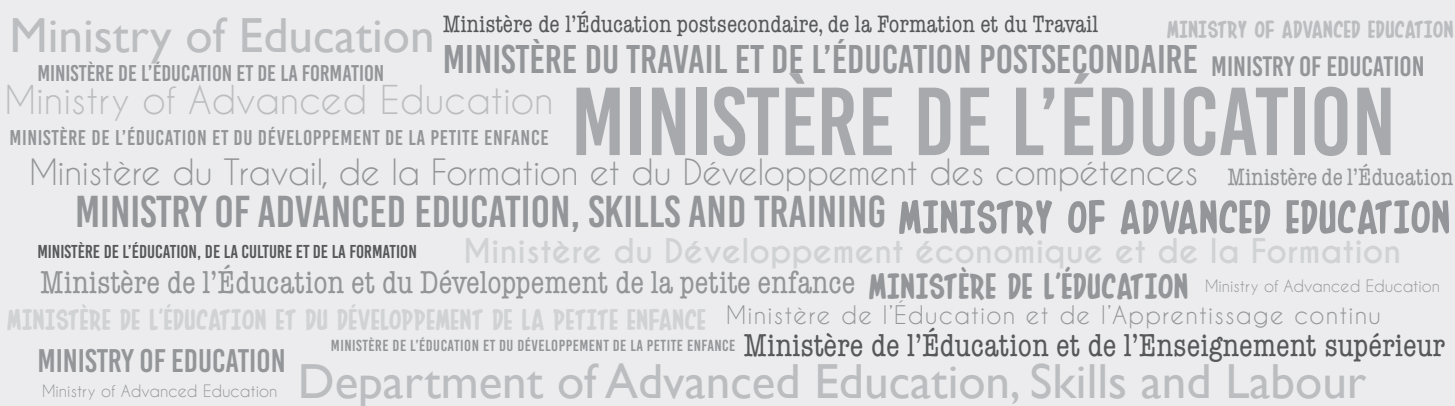 Ministry of Education
Ministère de l'Éducation postsecondaire, de la Formation et du Travail
MINISTRY OF ADVANCED EDUCATION
MINISTÈRE DE L'ÉDUCATION ET DE LA FORMATION
MINISTÈRE DU TRAVAIL ET DE L'ÉDUCATION POSTSECONDAIRE
MINISTRY OF EDUCATION
Ministry of Advanced Education
MINISTÈRE DE L'ÉDUCATION
MINISTÈRE DE L'ÉDUCATION ET DU DÉVELOPPEMENT DE LA PETITE ENFANCE
Ministère du Travail, de la Formation et du Développement des compétences
Ministère de l'Éducation
MINISTRY OF ADVANCED EDUCATION, SKILLS AND TRAINING
MINISTRY OF ADVANCED EDUCATION
MINISTÈRE DE L'ÉDUCATION, DE LA CULTURE ET DE LA FORMATION
Ministère du Développement économique et de la Formation
Ministère de l'Éducation et du Développement de la petite enfance
MINISTÈRE DE L'ÉDUCATION
Ministry of Advanced Education
MINISTÈRE DE L'ÉDUCATION ET DU DÉVELOPPEMENT DE LA PETITE ENFANCE
Ministère de l'Éducation et de l'Apprentissage continu
MINISTRY OF EDUCATION
MINISTÈRE DE L'ÉDUCATION ET DU DÉVELOPPEMENT DE LA PETITE ENFANCE
Ministère de l'Éducation et de l'Enseignement supérieur
Ministry of Advanced Education
Department of Advanced Education, Skills and Labour